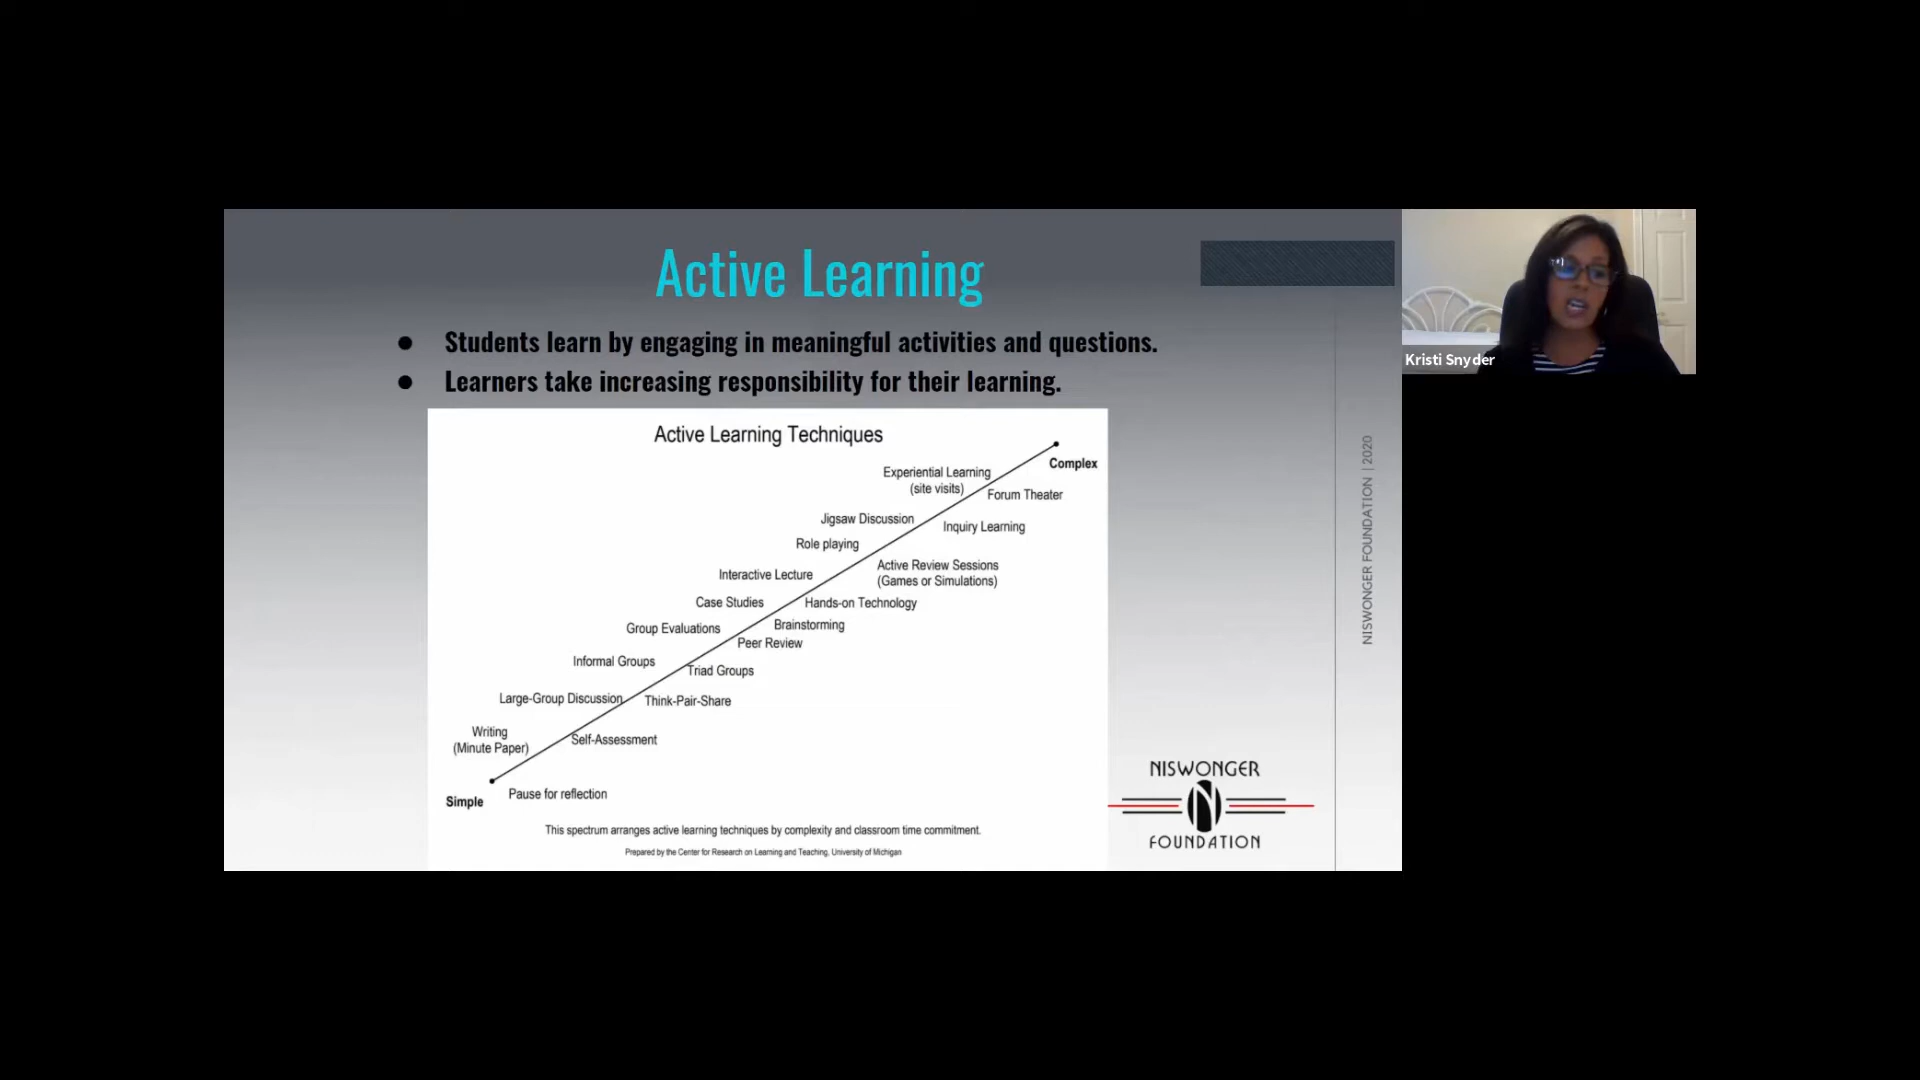 Active Learning
● Students learn by engaging in meaningful activities and questions.
● Learners take increasing responsibility for their learning.
Active Learning Techniques
Complex
Experiential Learning
(site visits)
Forum Theater
Jigsaw Discussion
Inquiry Learning
Role playing
Active Review Sessions
(Games or Simulations)
Interactive Lecture
Case Studies
Hands-on Technology
Group Evaluations
Brainstorming
Peer Review
Informal Groups
Triad Groups
Large-Group Discussion
Think-Pair-Share
Writing
(Minute Paper)
Self-Assessment
Simple
Pause for reflection
This spectrum arranges active learning techniques by complexity and classroom time commitment.
Prepared by the Center for Research on Learning and Teaching, University of Michigan
NISWONGER
FOUNDATION
NISWONGER FOUNDATION | 2020
Kristi Snyder